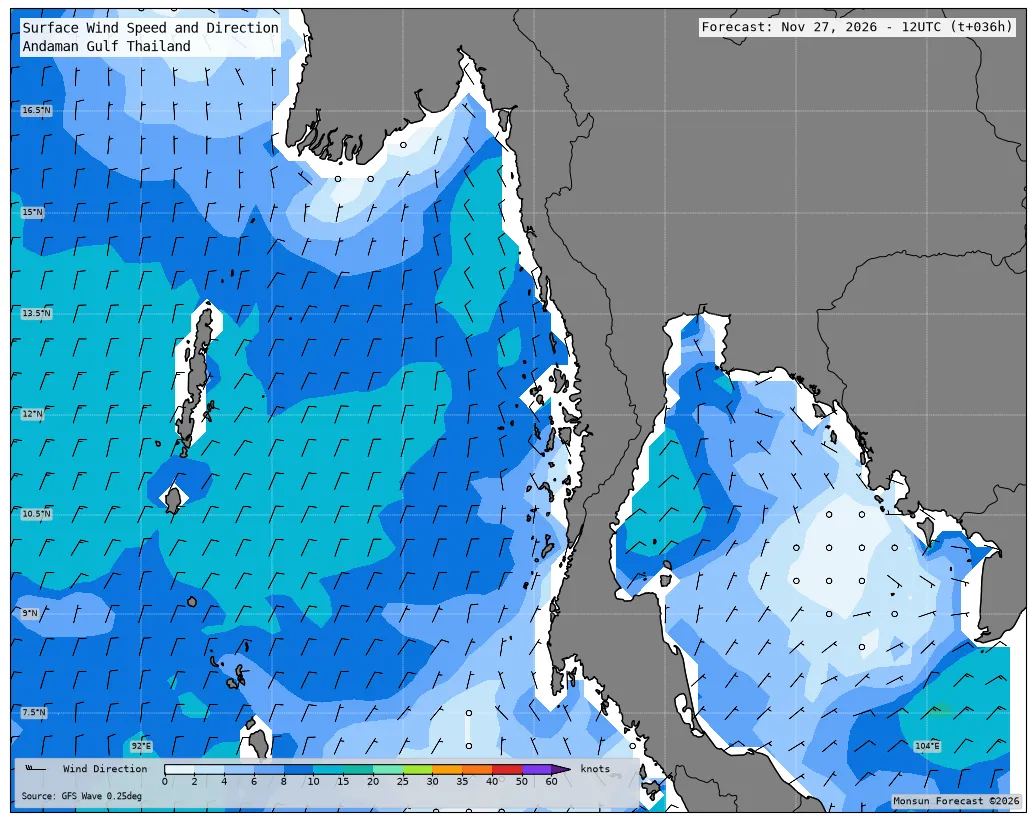 Surface Wind Speed and Direction
Andaman Gulf Thailand
Forecast: Nov 27, 2026 - 12UTC (t+036h)
16.5°N
15°N
13.5°N
12°N
10.5°N
9°N
7.5°N
92°E
104°E
Wind Direction
0 2 4 6 8 10 15 20 25 30 35 40 50 60
knots
Source: GFS Wave 0.25deg
Monsun Forecast ©2026